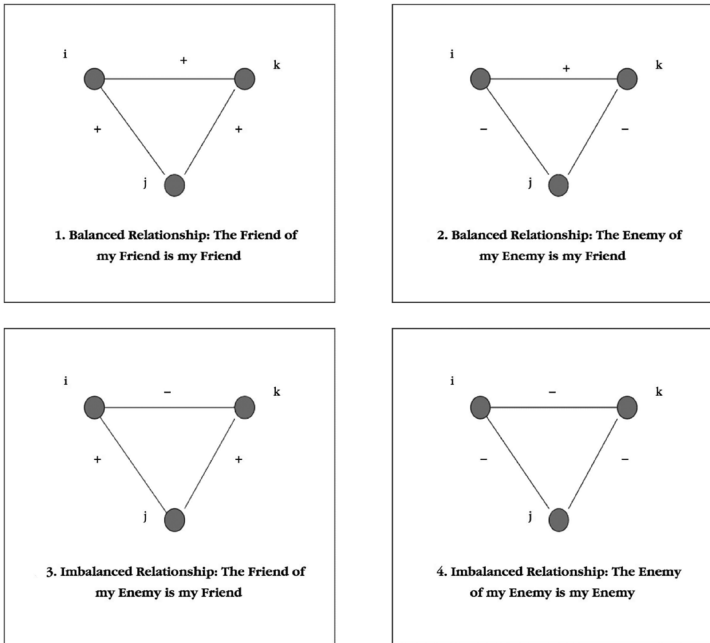 i
+
k
+
+
j
1. Balanced Relationship: The Friend of
my Friend is my Friend
i
+
k
−
−
j
2. Balanced Relationship: The Enemy of
my Enemy is my Friend
i
−
k
+
+
j
3. Imbalanced Relationship: The Friend of
my Enemy is my Friend
i
−
k
−
−
j
4. Imbalanced Relationship: The Enemy
of my Enemy is my Enemy